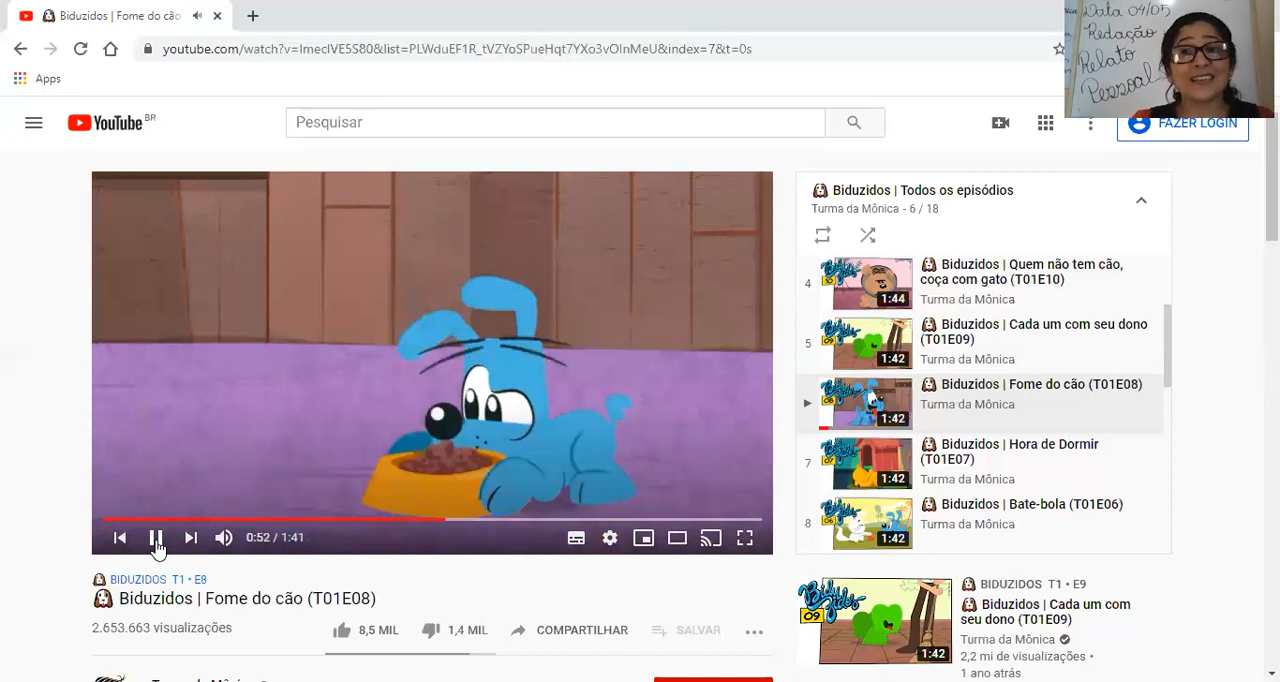 Biduzidos | Fome do cão
youtube.com/watch?v=ImecIVE5S80&list=PLWduEF1R_tVZYoSPueHqt7YXo3vOlnMeU&index=7&t=0s
Apps
Data 04/05
Redação
Relato
Pessoal
YouTube BR
Pesquisar
FAZER LOGIN
Biduzidos | Todos os episódios
Turma da Mônica - 6 / 18
4
Biduzidos | Quem não tem cão,
coça com gato (T01E10)
Turma da Mônica
1:44
5
Biduzidos | Cada um com seu dono
(T01E09)
Turma da Mônica
1:42
Biduzidos | Fome do cão (T01E08)
Turma da Mônica
1:42
7
Biduzidos | Hora de Dormir
(T01E07)
Turma da Mônica
1:42
8
Biduzidos | Bate-bola (T01E06)
Turma da Mônica
1:42
0:52 / 1:41
BIDUZIDOS T1 • E8
Biduzidos | Fome do cão (T01E08)
2.653.663 visualizações
8,5 MIL
1,4 MIL
COMPARTILHAR
SALVAR
09
1:42
BIDUZIDOS T1 • E9
Biduzidos | Cada um com
seu dono (T01E09)
Turma da Mônica
2,2 mi de visualizações •
1 ano atrás